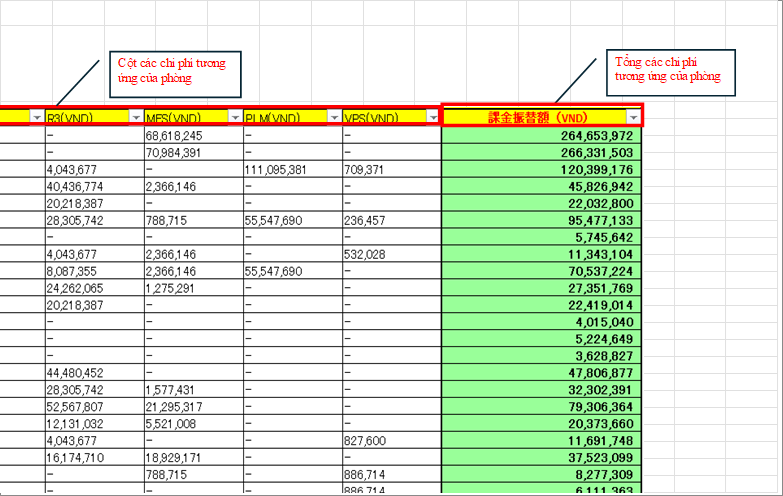 Cột các chi phí tương
ứng của phòng
Tổng các chi phí
tương ứng của phòng
R3(VND) MES(VND) PLM(VND) VPS(VND) 課金振替額（VND）
- 68,618,245 - - 264,653,972
- 70,984,391 - - 266,331,503
4,043,677 - 111,095,381 709,371 120,399,176
40,436,774 2,366,146 - - 45,826,942
20,218,387 - - - 22,032,800
28,305,742 788,715 55,547,690 236,457 95,477,133
- - - - 5,745,642
4,043,677 2,366,146 - 532,028 11,343,104
8,087,355 2,366,146 55,547,690 - 70,537,224
24,262,065 1,275,291 - - 27,351,769
20,218,387 - - - 22,419,014
- - - - 4,015,040
- - - - 5,224,649
- - - - 3,628,827
44,480,452 - - - 47,806,877
28,305,742 1,577,431 - - 32,302,391
52,567,807 21,295,317 - - 79,306,364
12,131,032 5,521,008 - - 20,373,660
4,043,677 - - 827,600 11,691,748
16,174,710 18,929,171 - - 37,523,099
- 788,715 - 886,714 8,277,309
- - - 886,714 6,111,363